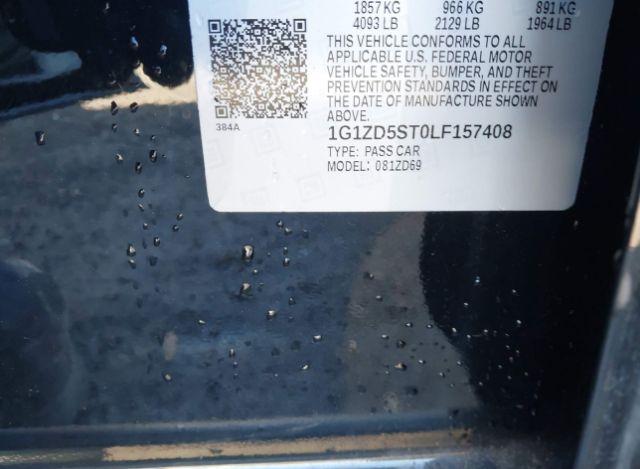 1857 KG 966 KG 891 KG
4093 LB 2129 LB 1964 LB
THIS VEHICLE CONFORMS TO ALL
APPLICABLE U.S. FEDERAL MOTOR
VEHICLE SAFETY, BUMPER, AND THEFT
PREVENTION STANDARDS IN EFFECT ON
THE DATE OF MANUFACTURE SHOWN
ABOVE.
384A
1G1ZD5ST0LF157408
TYPE: PASS CAR
MODEL: 081ZD69